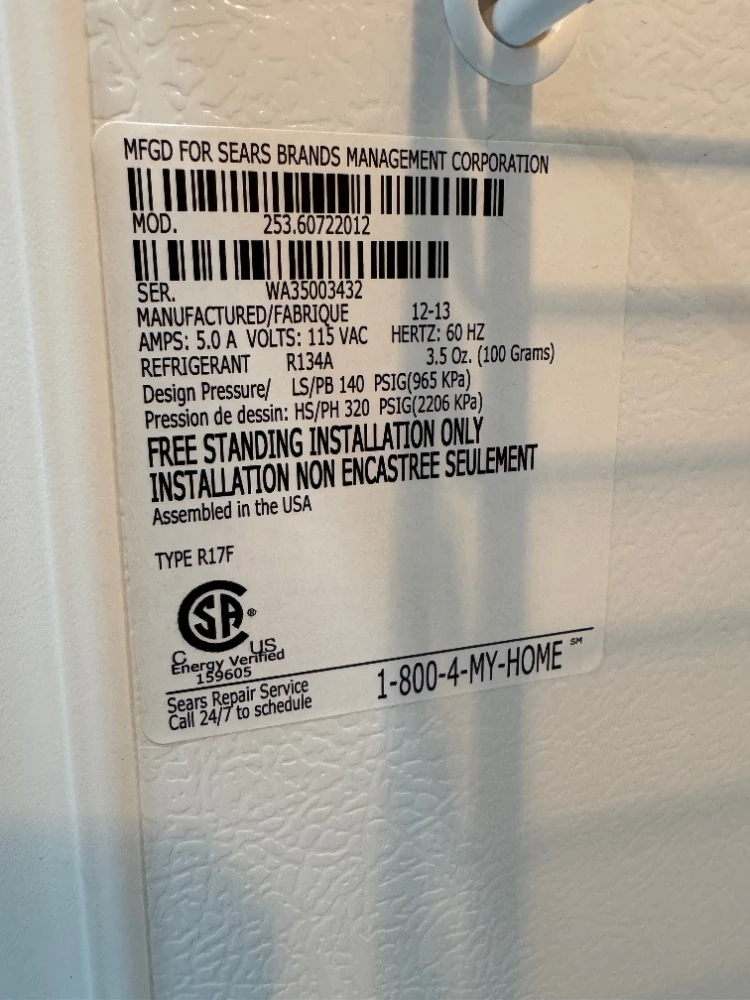 MFGD FOR SEARS BRANDS MANAGEMENT CORPORATION
MOD. 253.60722012
SER. WA35003432
MANUFACTURED/FABRIQUE 12-13
AMPS: 5.0 A VOLTS: 115 VAC HERTZ: 60 HZ
REFRIGERANT R134A 3.5 Oz. (100 Grams)
Design Pressure/ LS/PB 140 PSIG(965 KPa)
Pression de dessin: HS/PH 320 PSIG(2206 KPa)
FREE STANDING INSTALLATION ONLY
INSTALLATION NON ENCASTREE SEULEMENT
Assembled in the USA
TYPE R17F
CSA®
C US
Energy Verified
159605
Sears Repair Service
Call 24/7 to schedule
1-800-4-MY-HOME SM